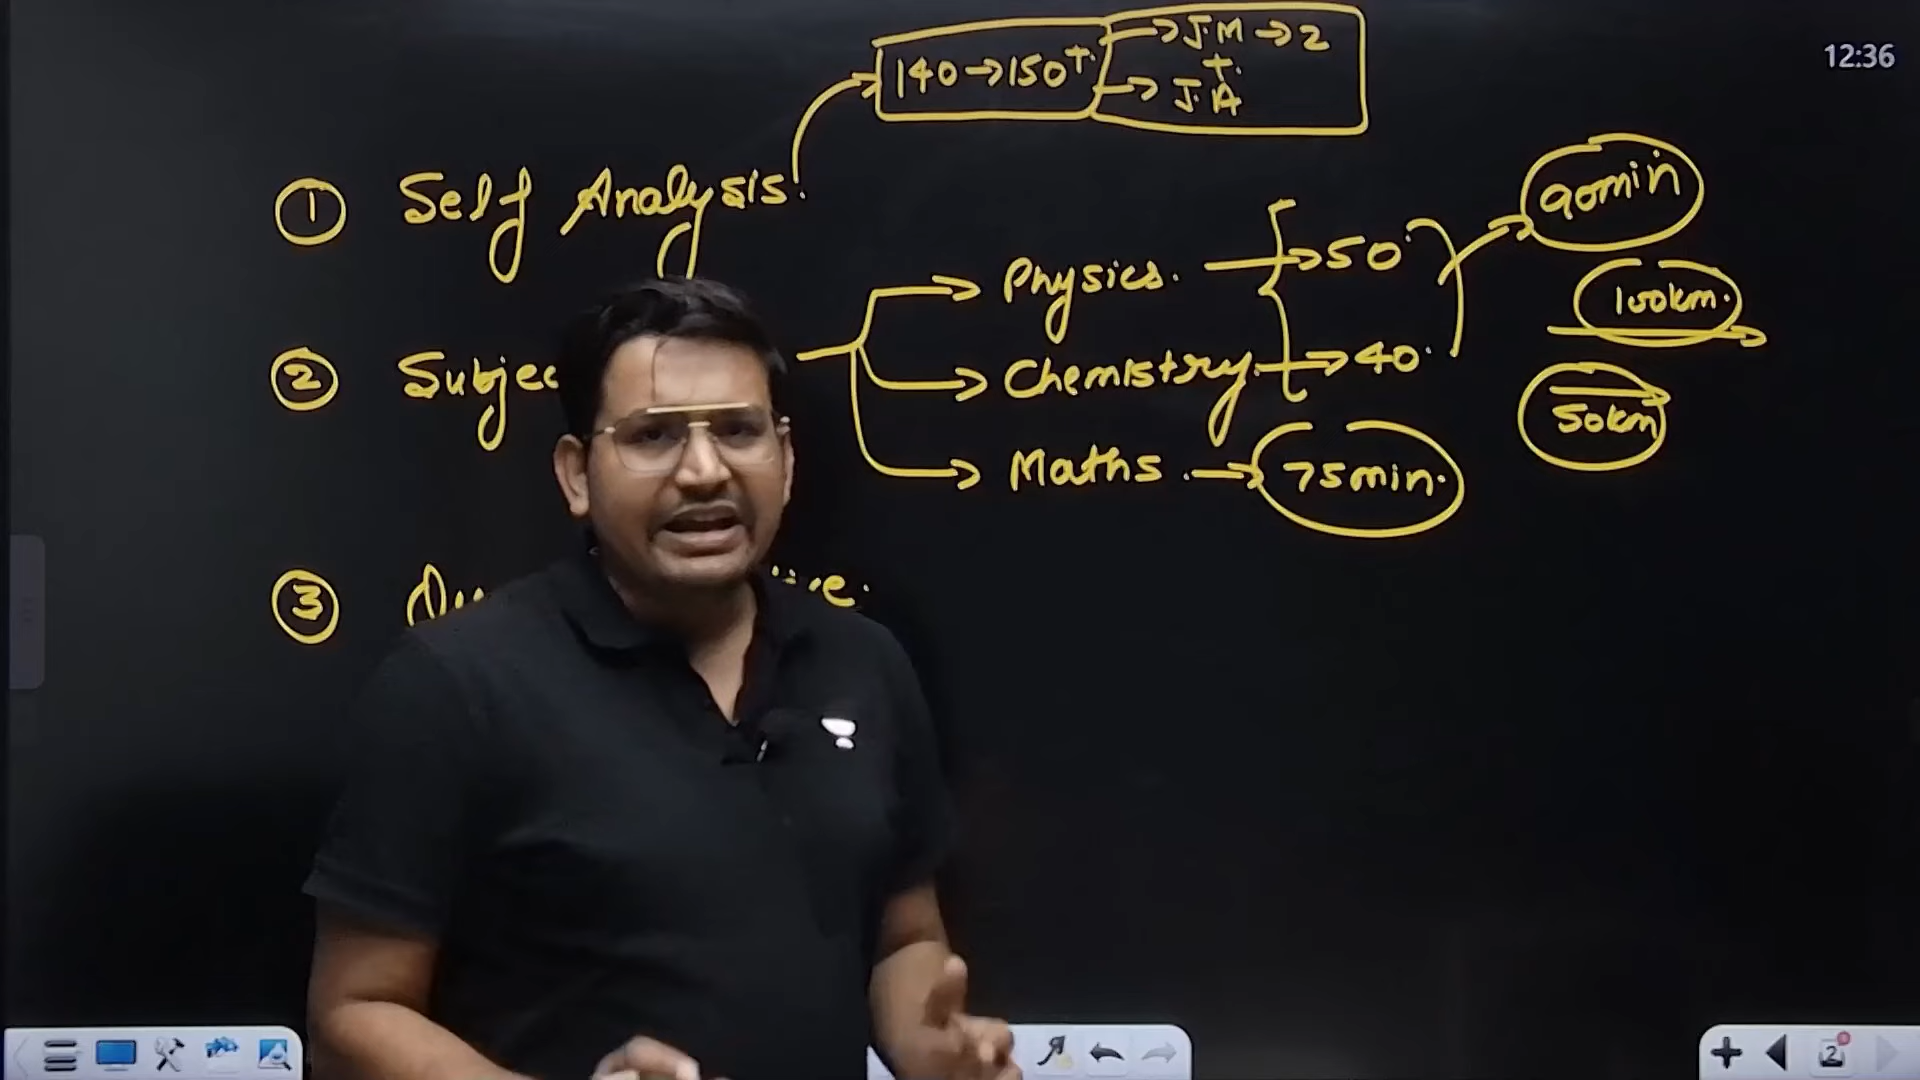 140 → 150+ → J.M → 2
+
→ J.A
12:36
① Self Analysis.
90min
Physics. → 50
100km.
② → Chemistry → 40
50km
Maths. → 75min.
③
2